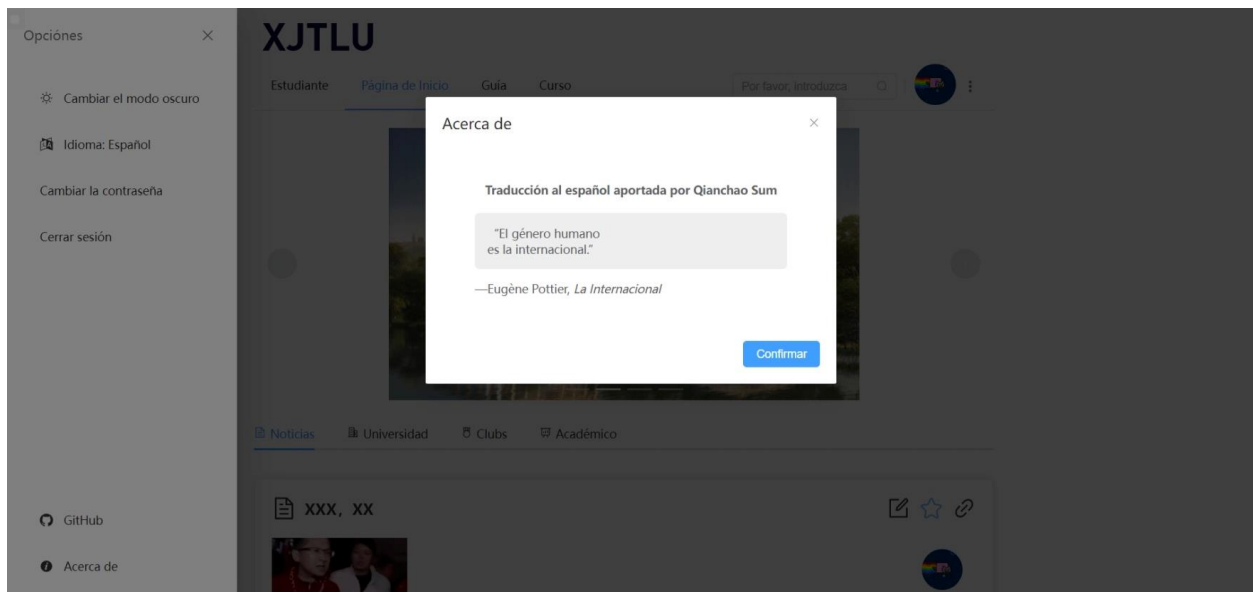 Opciónes
Cambiar el modo oscuro
Idioma: Español
Cambiar la contraseña
Cerrar sesión
GitHub
Acerca de
XJTLU
Estudiante Página de Inicio Guía Curso Por favor, Introduzca
Acerca de
Traducción al español aportada por Qianchao Sum
“El género humano
es la internacional.”
—Eugène Pottier, La Internacional
Confirmar
Noticias Universidad Clubs Académico
XXX, XX